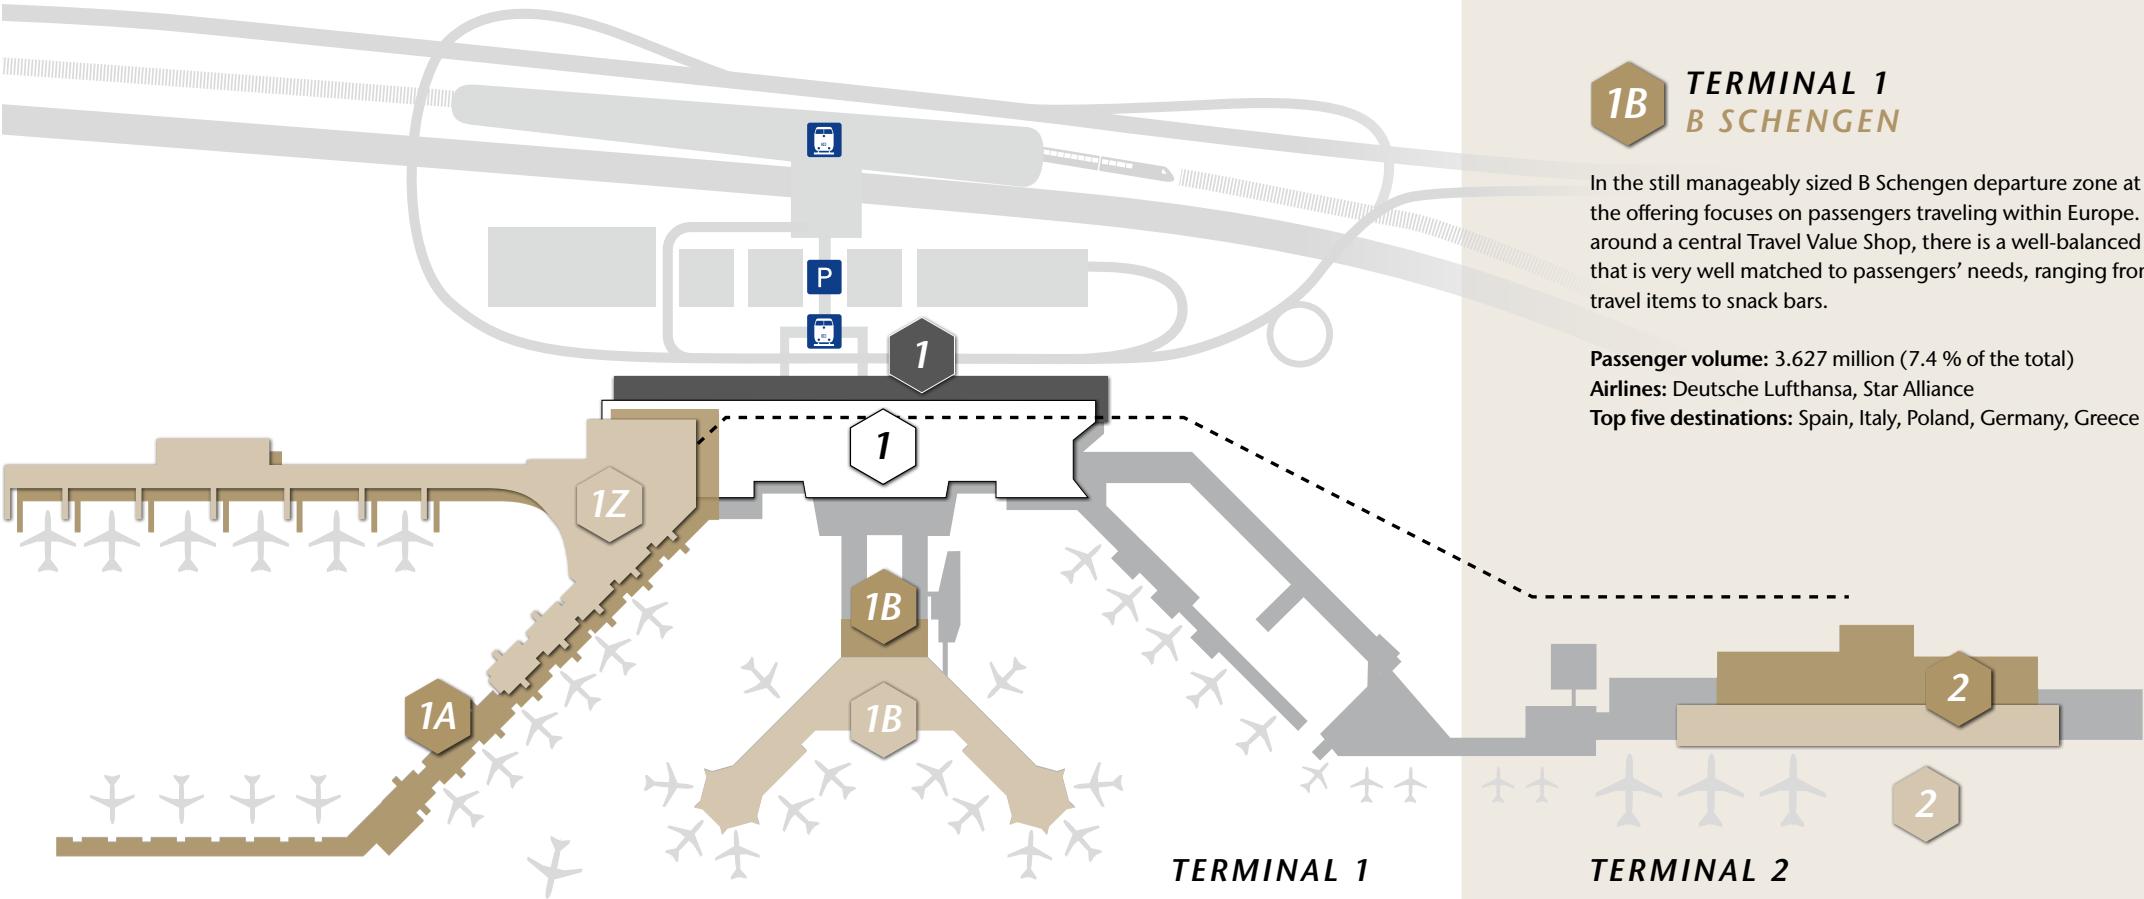 1B
TERMINAL 1
B SCHENGEN
In the still manageably sized B Schengen departure zone at
the offering focuses on passengers traveling within Europe.
around a central Travel Value Shop, there is a well-balanced
that is very well matched to passengers’ needs, ranging from
travel items to snack bars.
Passenger volume: 3.627 million (7.4 % of the total)
Airlines: Deutsche Lufthansa, Star Alliance
Top five destinations: Spain, Italy, Poland, Germany, Greece
P
1
1
1Z
1B
1A
1B
2
2
TERMINAL 1
TERMINAL 2